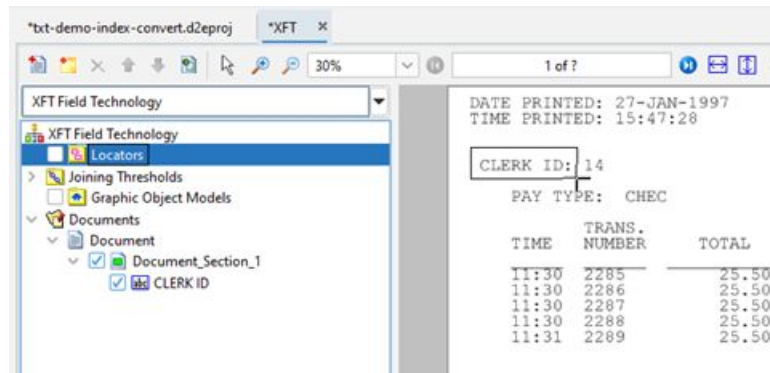 *txt-demo-index-convert.d2eproj
*XFT ×
30%
1 of ?
XFT Field Technology
XFT Field Technology
Locators
Joining Thresholds
Graphic Object Models
Documents
Document
Document_Section_1
abc CLERK ID
DATE PRINTED: 27-JAN-1997
TIME PRINTED: 15:47:28
CLERK ID: 14
PAY TYPE: CHEC
TRANS.
TIME NUMBER TOTAL
11:30 2285 25.50
11:30 2286 25.50
11:30 2287 25.50
11:30 2288 25.50
11:31 2289 25.50